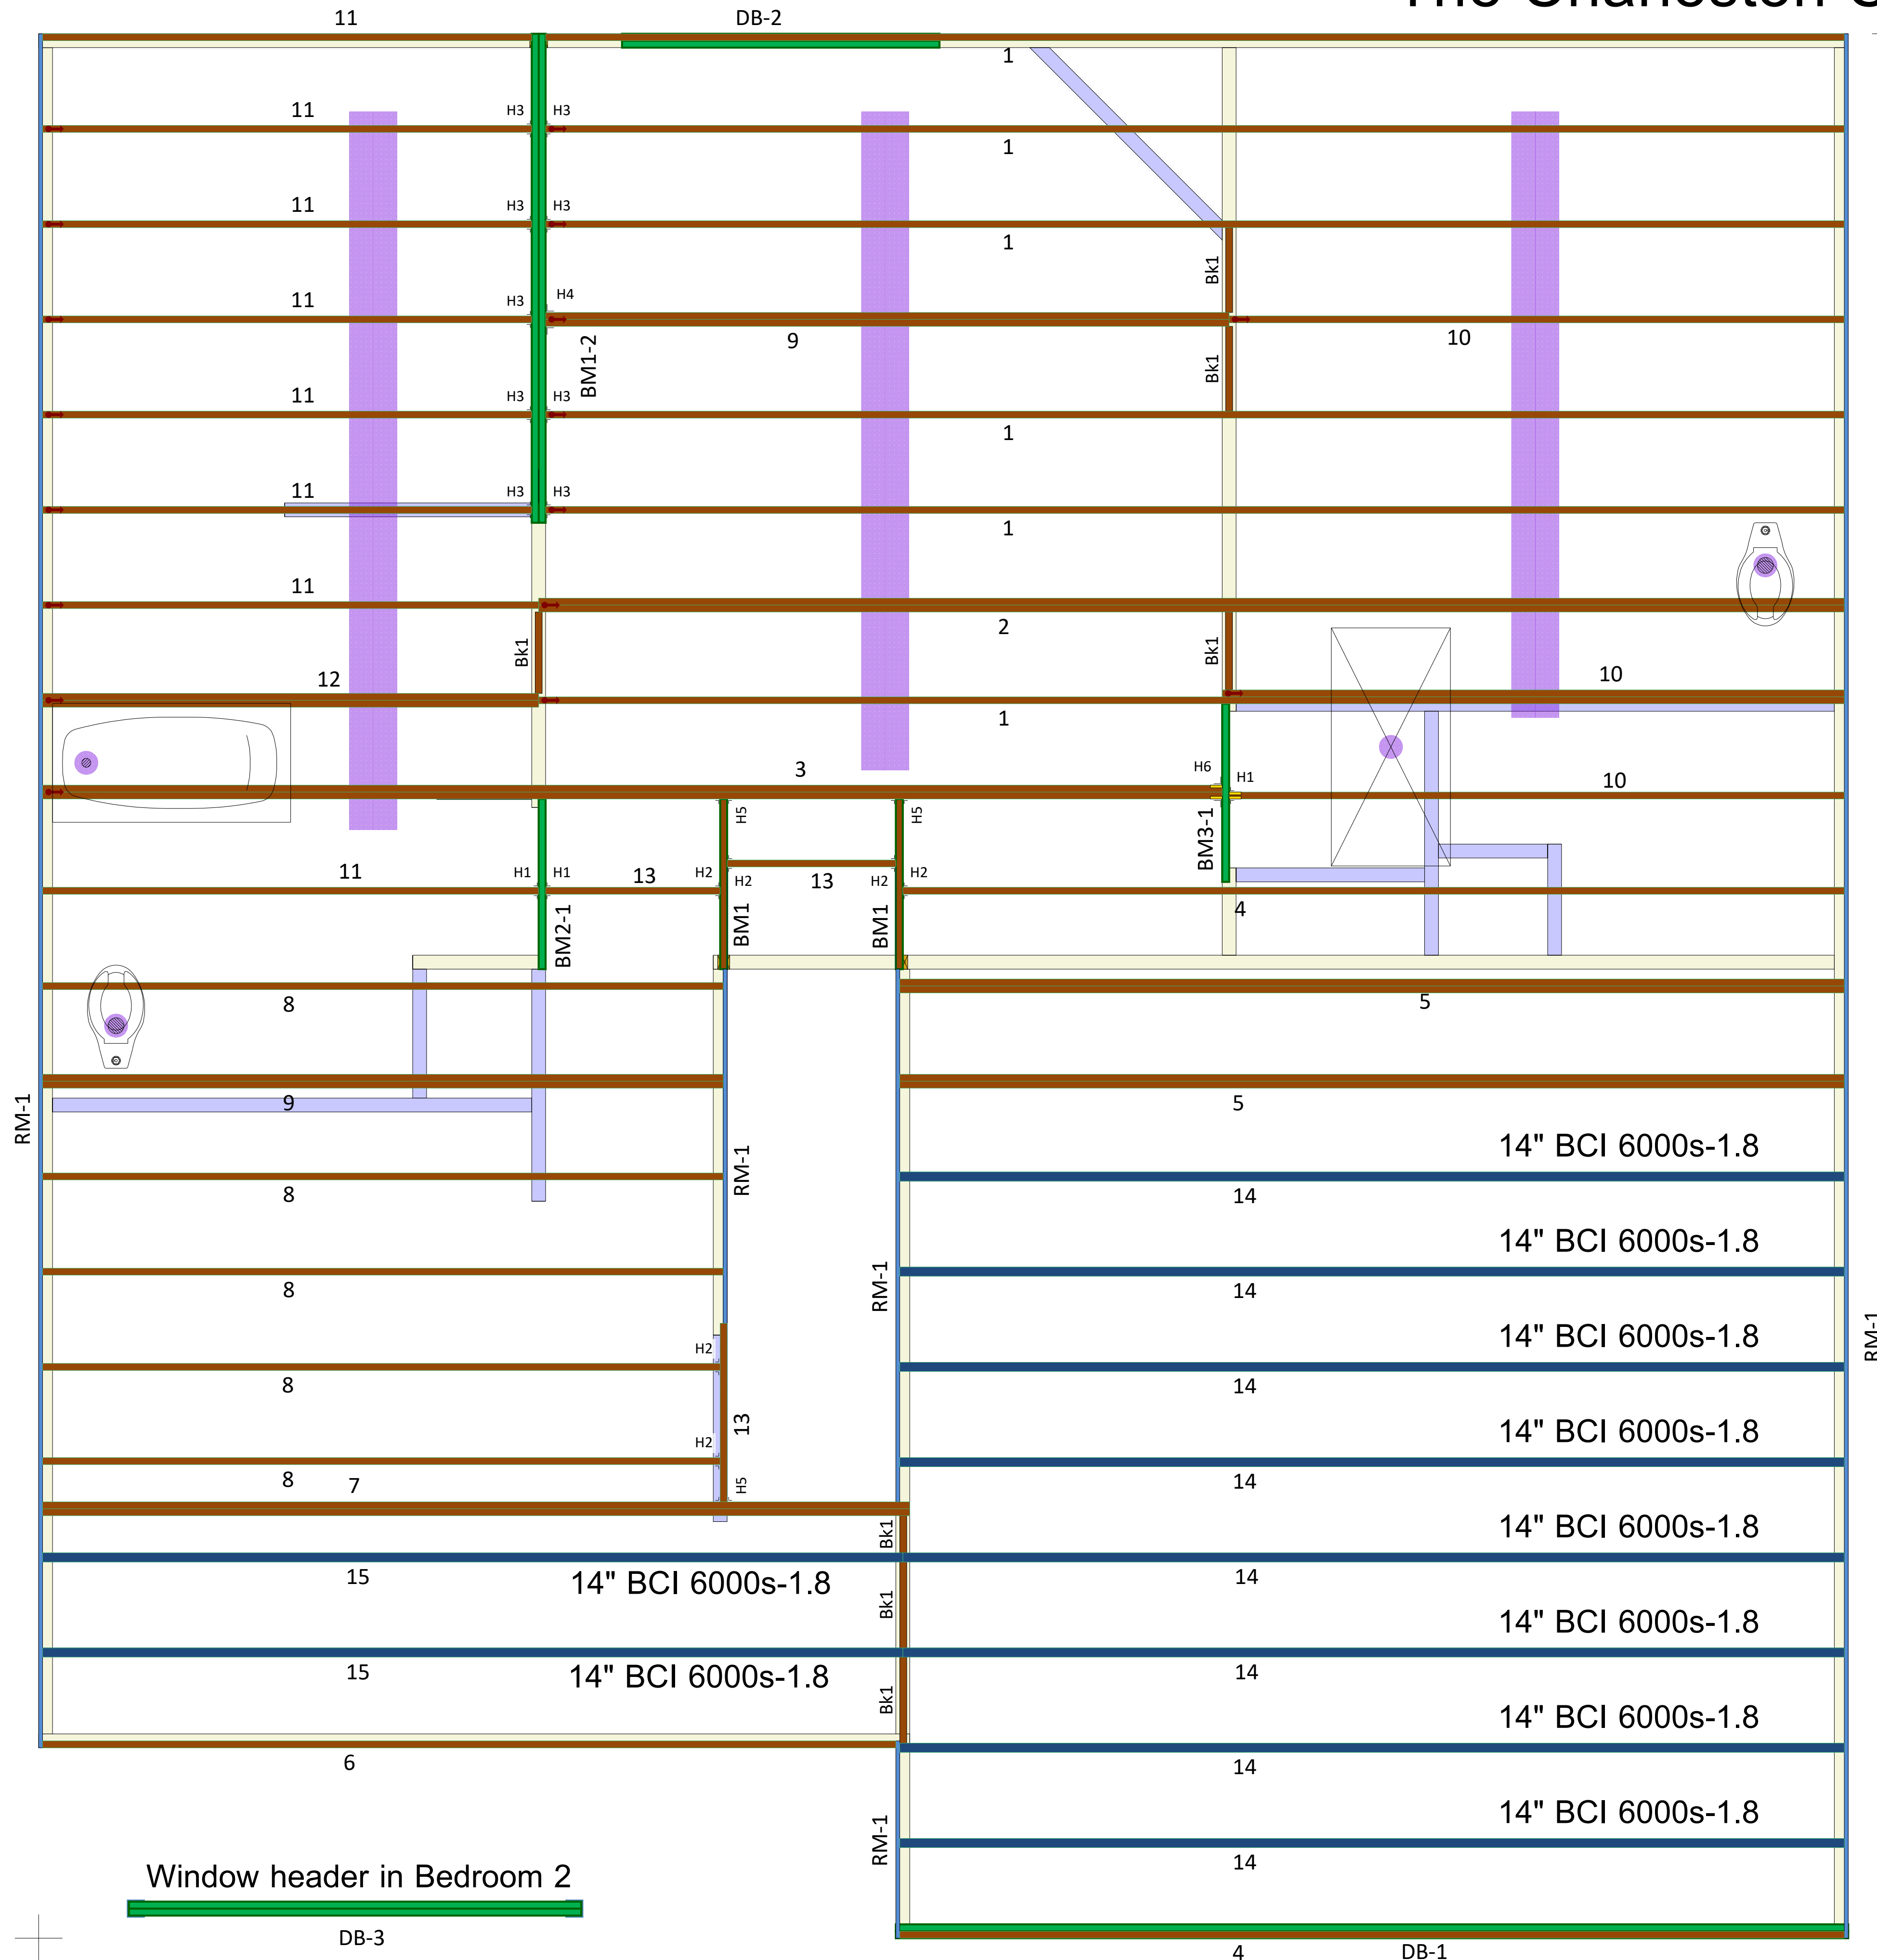 11
DB-2
1
11
H3
H3
1
11
H3
H3
1
Bk1
11
H3
H4
9
10
BM1-2
Bk1
11
H3
H3
1
11
H3
H3
1
11
2
Bk1
Bk1
12
10
1
3
H6
H1
10
H5
H5
BM3-1
11
H1
H1
13
H2
H2
13
H2
H2
4
BM2-1
BM1
BM1
8
5
9
5
RM-1
14" BCI 6000s-1.8
RM-1
8
14
14" BCI 6000s-1.8
RM-1
8
14
14" BCI 6000s-1.8
RM-1
H2
8
14
14" BCI 6000s-1.8
13
H2
8
7
H5
14
14" BCI 6000s-1.8
Bk1
15
14" BCI 6000s-1.8
14
Bk1
14" BCI 6000s-1.8
15
14" BCI 6000s-1.8
14
Bk1
14" BCI 6000s-1.8
6
14
14" BCI 6000s-1.8
RM-1
14
Window header in Bedroom 2
DB-3
4
DB-1